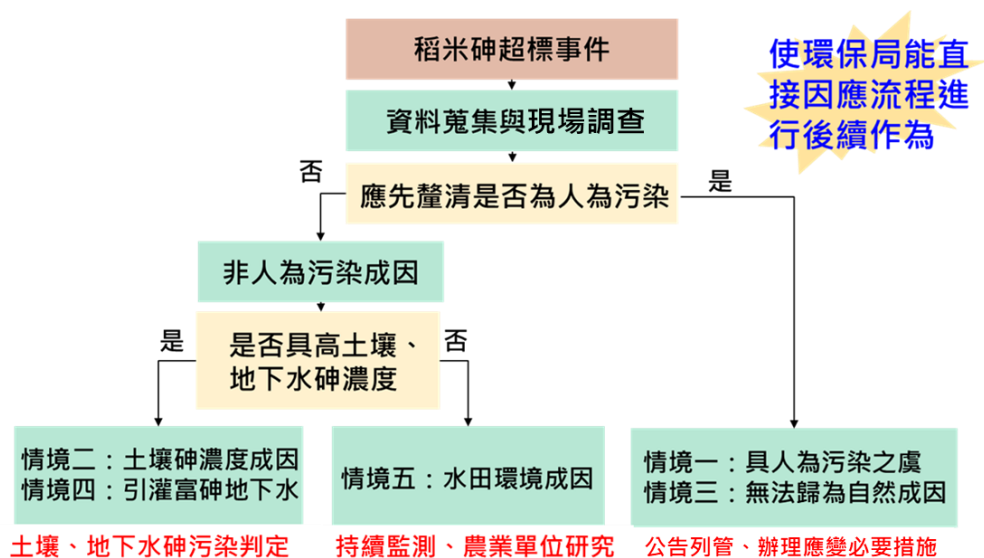 稻米砷超標事件
使環保局能直
接因應流程進
行後續作為
資料蒐集與現場調查
否
應先釐清是否為人為污染
是
非人為污染成因
是
是否具高土壤、
地下水砷濃度
否
情境二：土壤砷濃度成因
情境四：引灌富砷地下水
情境五：水田環境成因
情境一：具人為污染之虞
情境三：無法歸為自然成因
土壤、地下水砷污染判定
持續監測、農業單位研究
公告列管、辦理應變必要措施